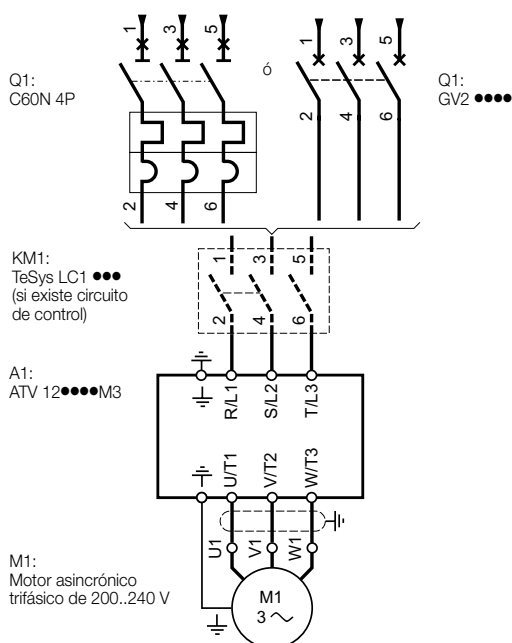 1 3 5
1 3 5
Q1:
C60N 4P
ó
Q1:
GV2 ●●●●
2 4 6
2 4 6
KM1:
TeSys LC1 ●●●
(si existe circuito
de control)
1 3 5
2 4 6
A1:
ATV 12●●●●M3
R/L1 S/L2 T/L3
U/T1 V/T2 W/T3
U1 V1 W1
M1:
Motor asincrónico
trifásico de 200..240 V
M1
3 ~